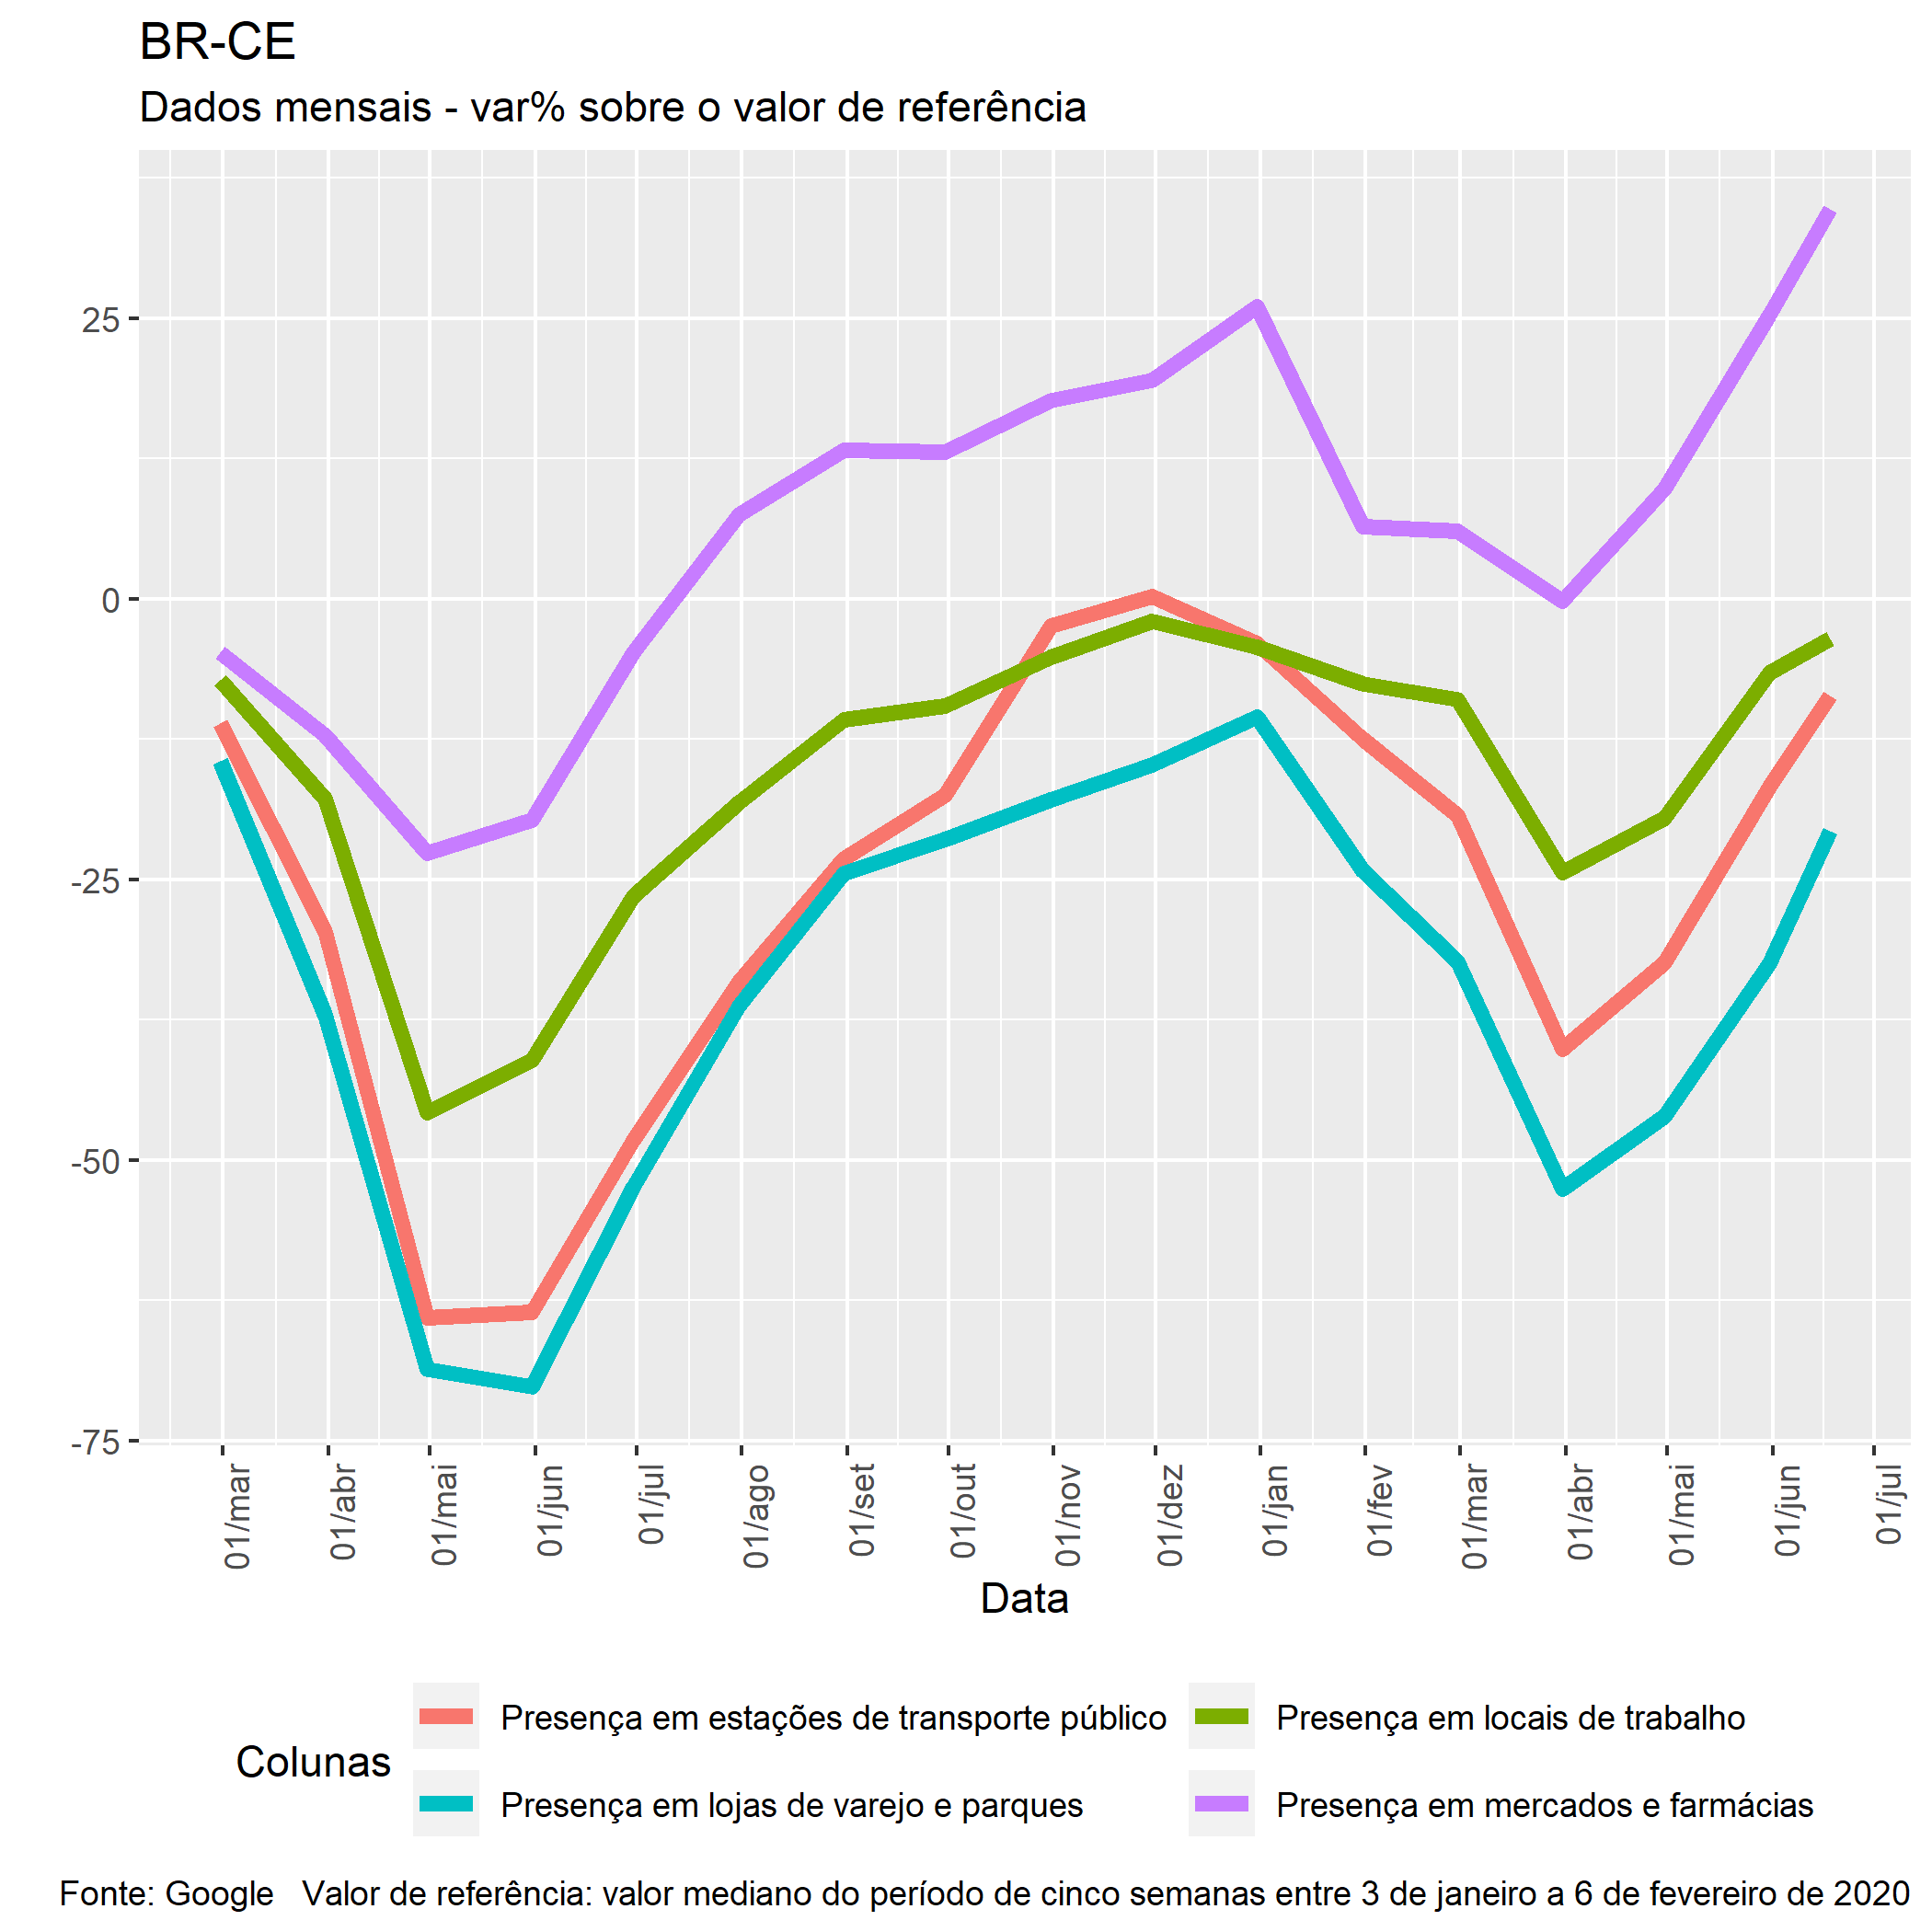 BR-CE
Dados mensais - var% sobre o valor de referência
25
0
-25
-50
-75
01/mar
01/abr
01/mai
01/jun
01/jul
01/ago
01/set
01/out
01/nov
01/dez
01/jan
01/fev
01/mar
01/abr
01/mai
01/jun
01/jul
Data
Colunas
Presença em estações de transporte público
Presença em locais de trabalho
Presença em lojas de varejo e parques
Presença em mercados e farmácias
Fonte: Google   Valor de referência: valor mediano do período de cinco semanas entre 3 de janeiro a 6 de fevereiro de 2020